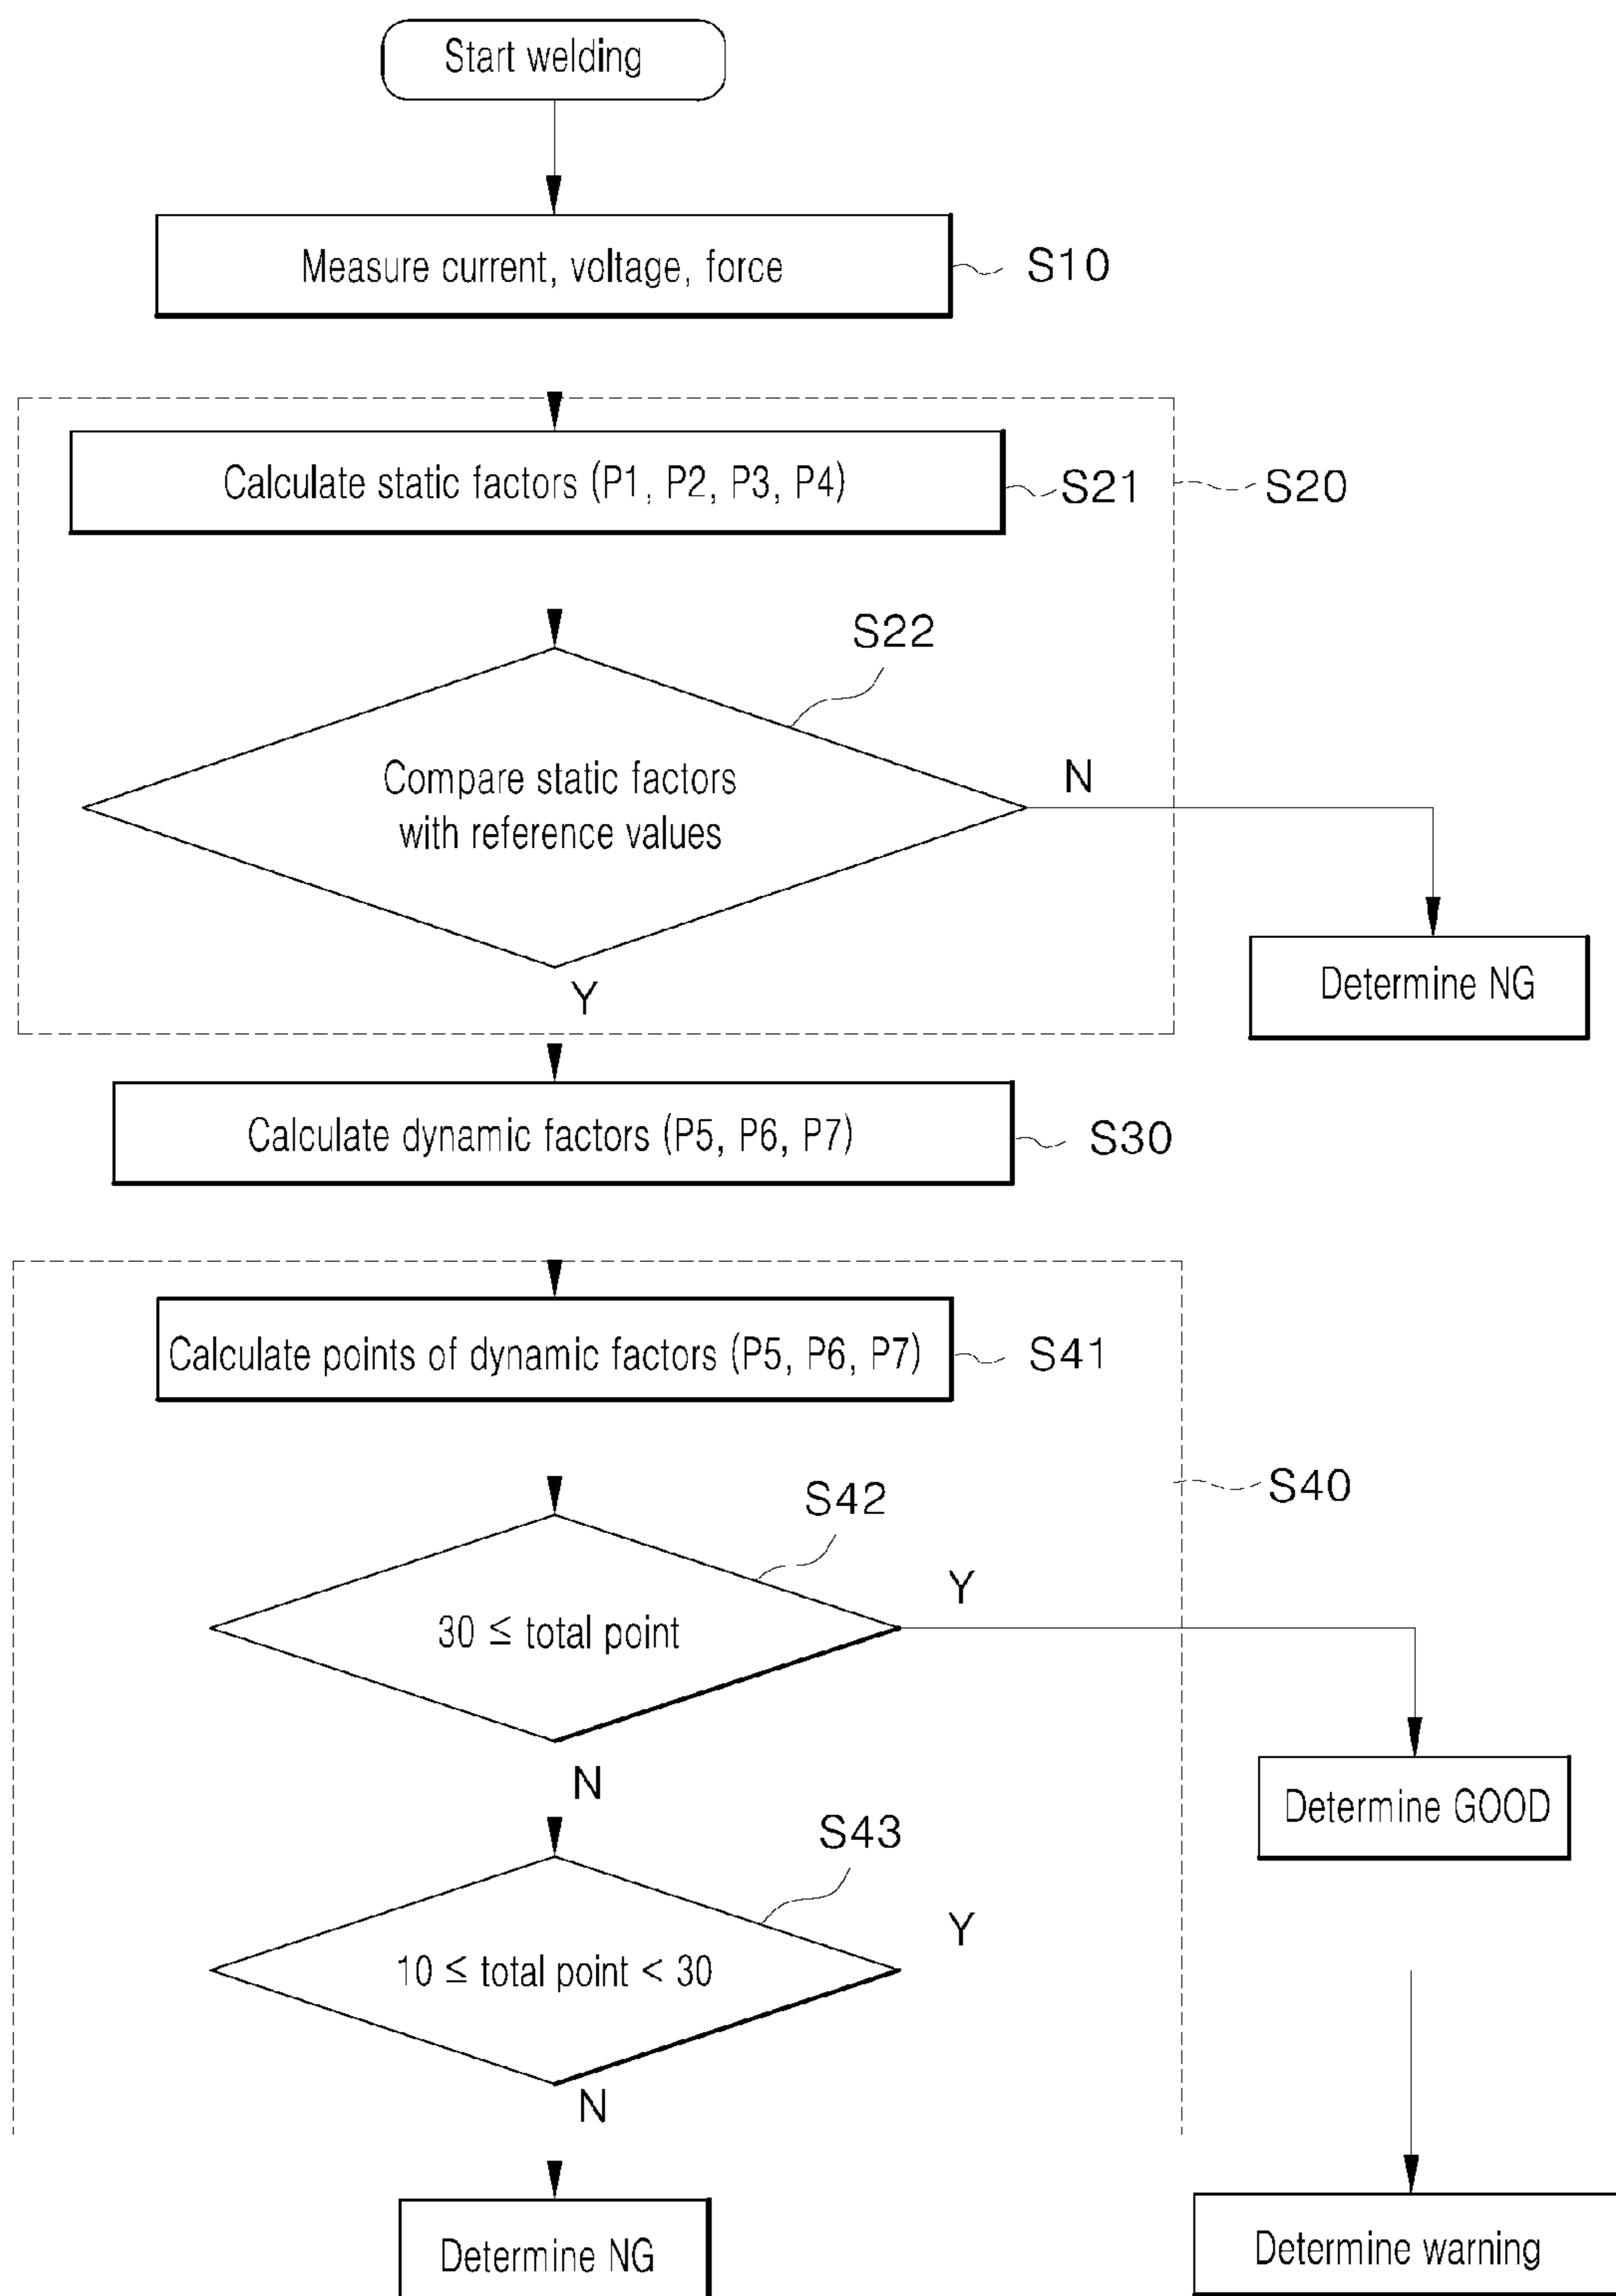 Start welding
Measure current, voltage, force
S10
Calculate static factors (P1, P2, P3, P4)
S21
S20
S22
Compare static factors
with reference values
N
Y
Determine NG
Calculate dynamic factors (P5, P6, P7)
S30
Calculate points of dynamic factors (P5, P6, P7)
S41
S40
S42
30 ≤ total point
Y
N
Determine GOOD
S43
10 ≤ total point < 30
Y
N
Determine NG
Determine warning